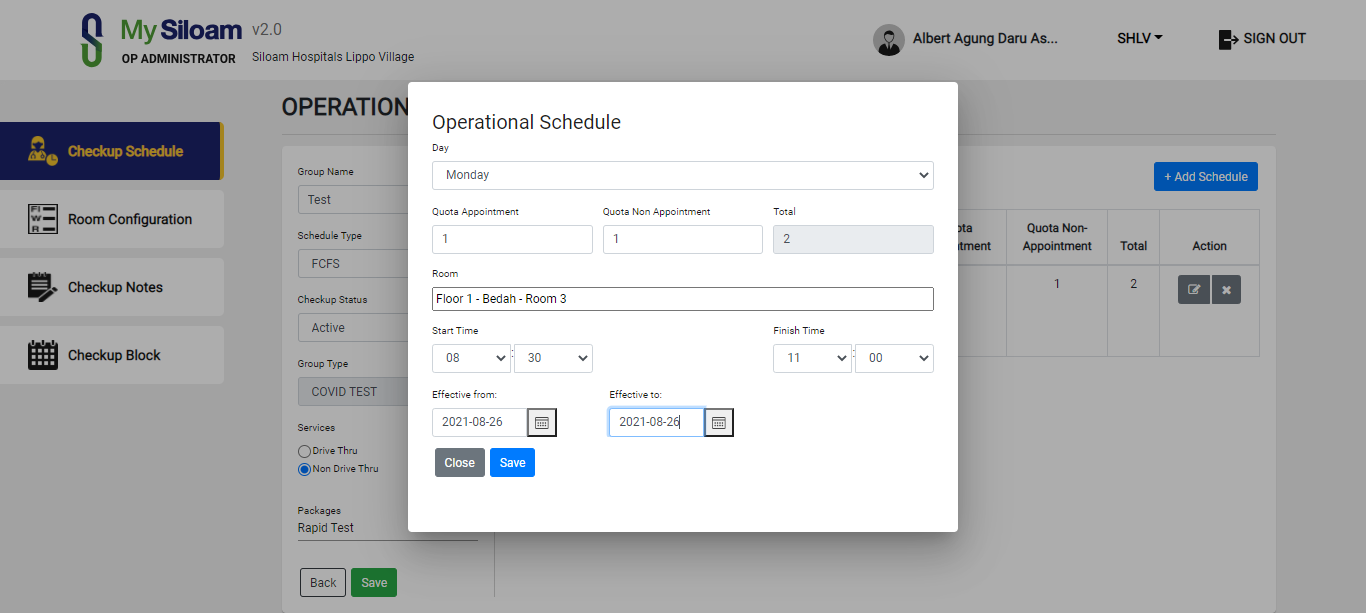 My Siloam v2.0
OP ADMINISTRATOR Siloam Hospitals Lippo Village
Albert Agung Daru As...
SHLV
SIGN OUT
Checkup Schedule
Room Configuration
Checkup Notes
Checkup Block
OPERATION
Group Name
Test
Schedule Type
FCFS
Checkup Status
Active
Group Type
COVID TEST
Services
Drive Thru
Non Drive Thru
Packages
Rapid Test
Back Save
Operational Schedule
Day
Monday
Quota Appointment Quota Non Appointment Total
1 1 2
Room
Floor 1 - Bedah - Room 3
Start Time Finish Time
08 : 30 11 : 00
Effective from: Effective to:
2021-08-26 2021-08-26
Close Save
+ Add Schedule
Quota Non-
Appointment Total Action
1 2